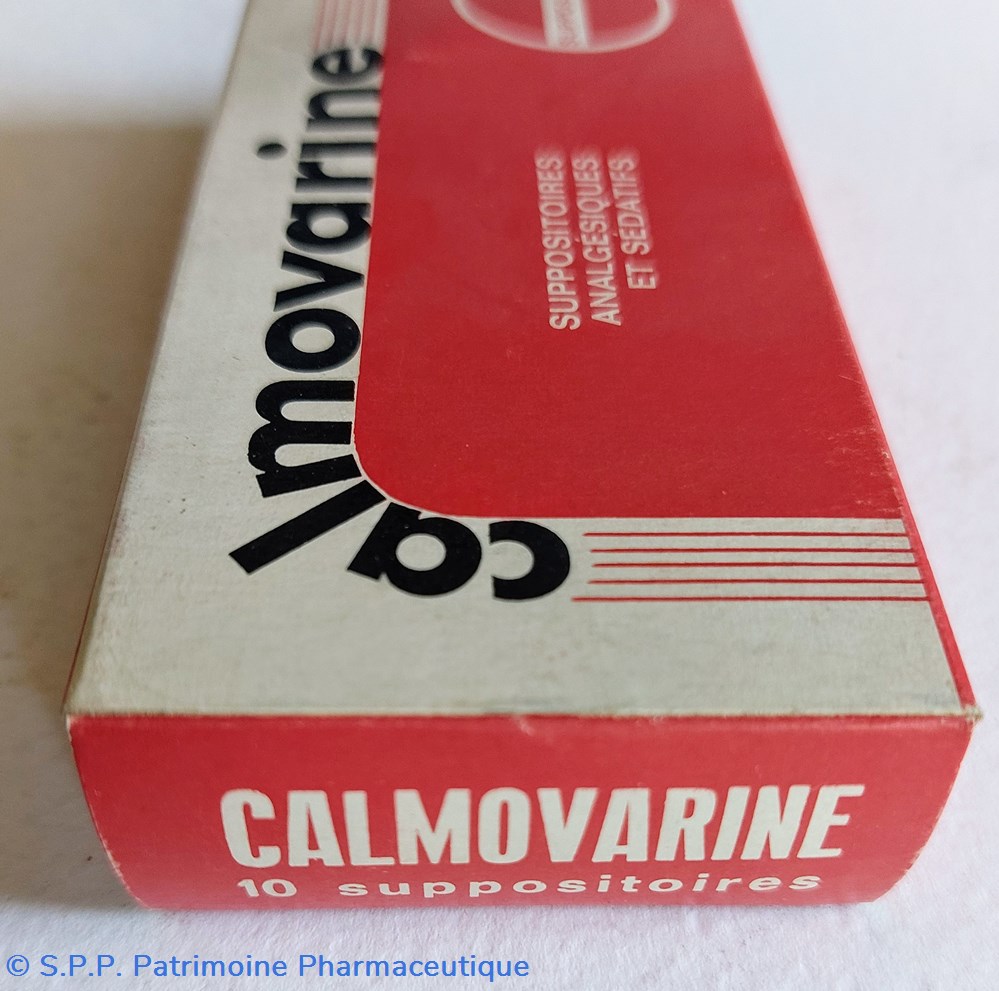 calmovarine
SUPPOSITOIRES
ANALGÉSIQUES
ET SÉDATIFS
CALMOVARINE
10 suppositoires
© S.P.P. Patrimoine Pharmaceutique